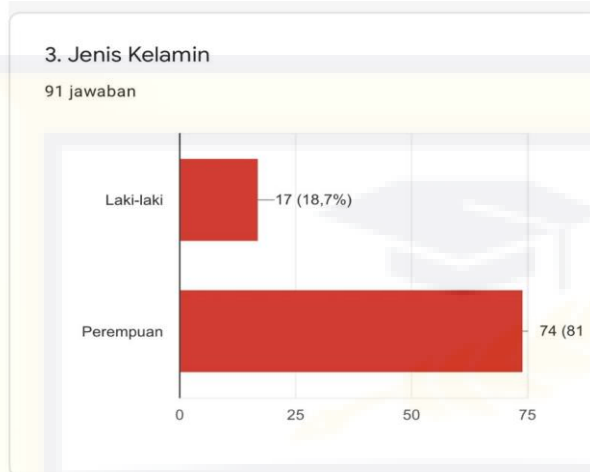 3. Jenis Kelamin
91 jawaban
Laki-laki
17 (18,7%)
Perempuan
74 (81
0 25 50 75